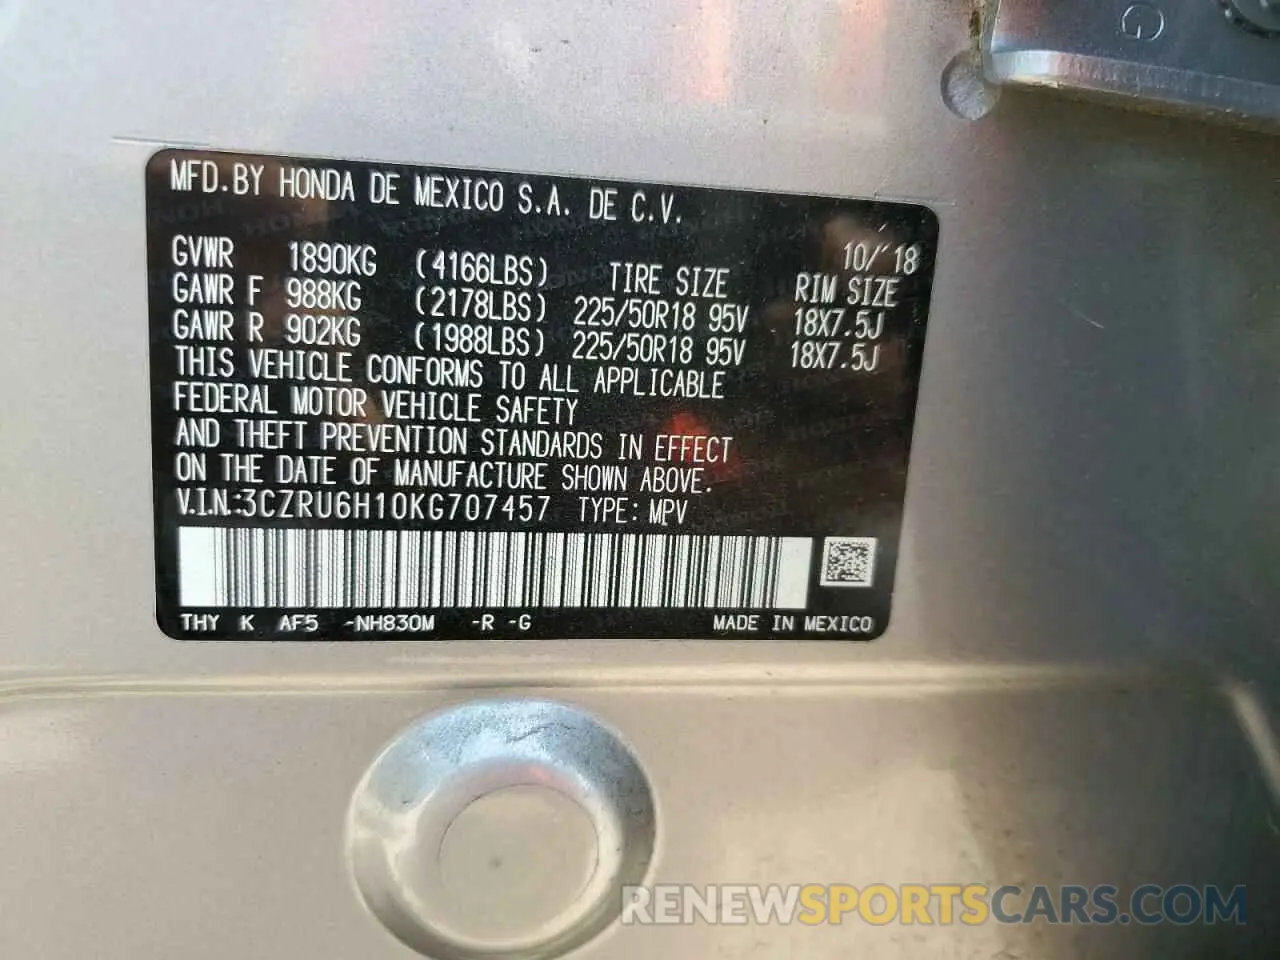 G
MFD.BY HONDA DE MEXICO S.A. DE C.V.
10/'18
GVWR 1890KG (4166LBS) TIRE SIZE RIM SIZE
GAWR F 988KG (2178LBS) 225/50R18 95V 18X7.5J
GAWR R 902KG (1988LBS) 225/50R18 95V 18X7.5J
THIS VEHICLE CONFORMS TO ALL APPLICABLE
FEDERAL MOTOR VEHICLE SAFETY
AND THEFT PREVENTION STANDARDS IN EFFECT
ON THE DATE OF MANUFACTURE SHOWN ABOVE.
V.I.N.:3CZRU6H10KG707457 TYPE: MPV
THY K AF5 -NH830M -R -G MADE IN MEXICO
RENEWSPORTSCARS.COM